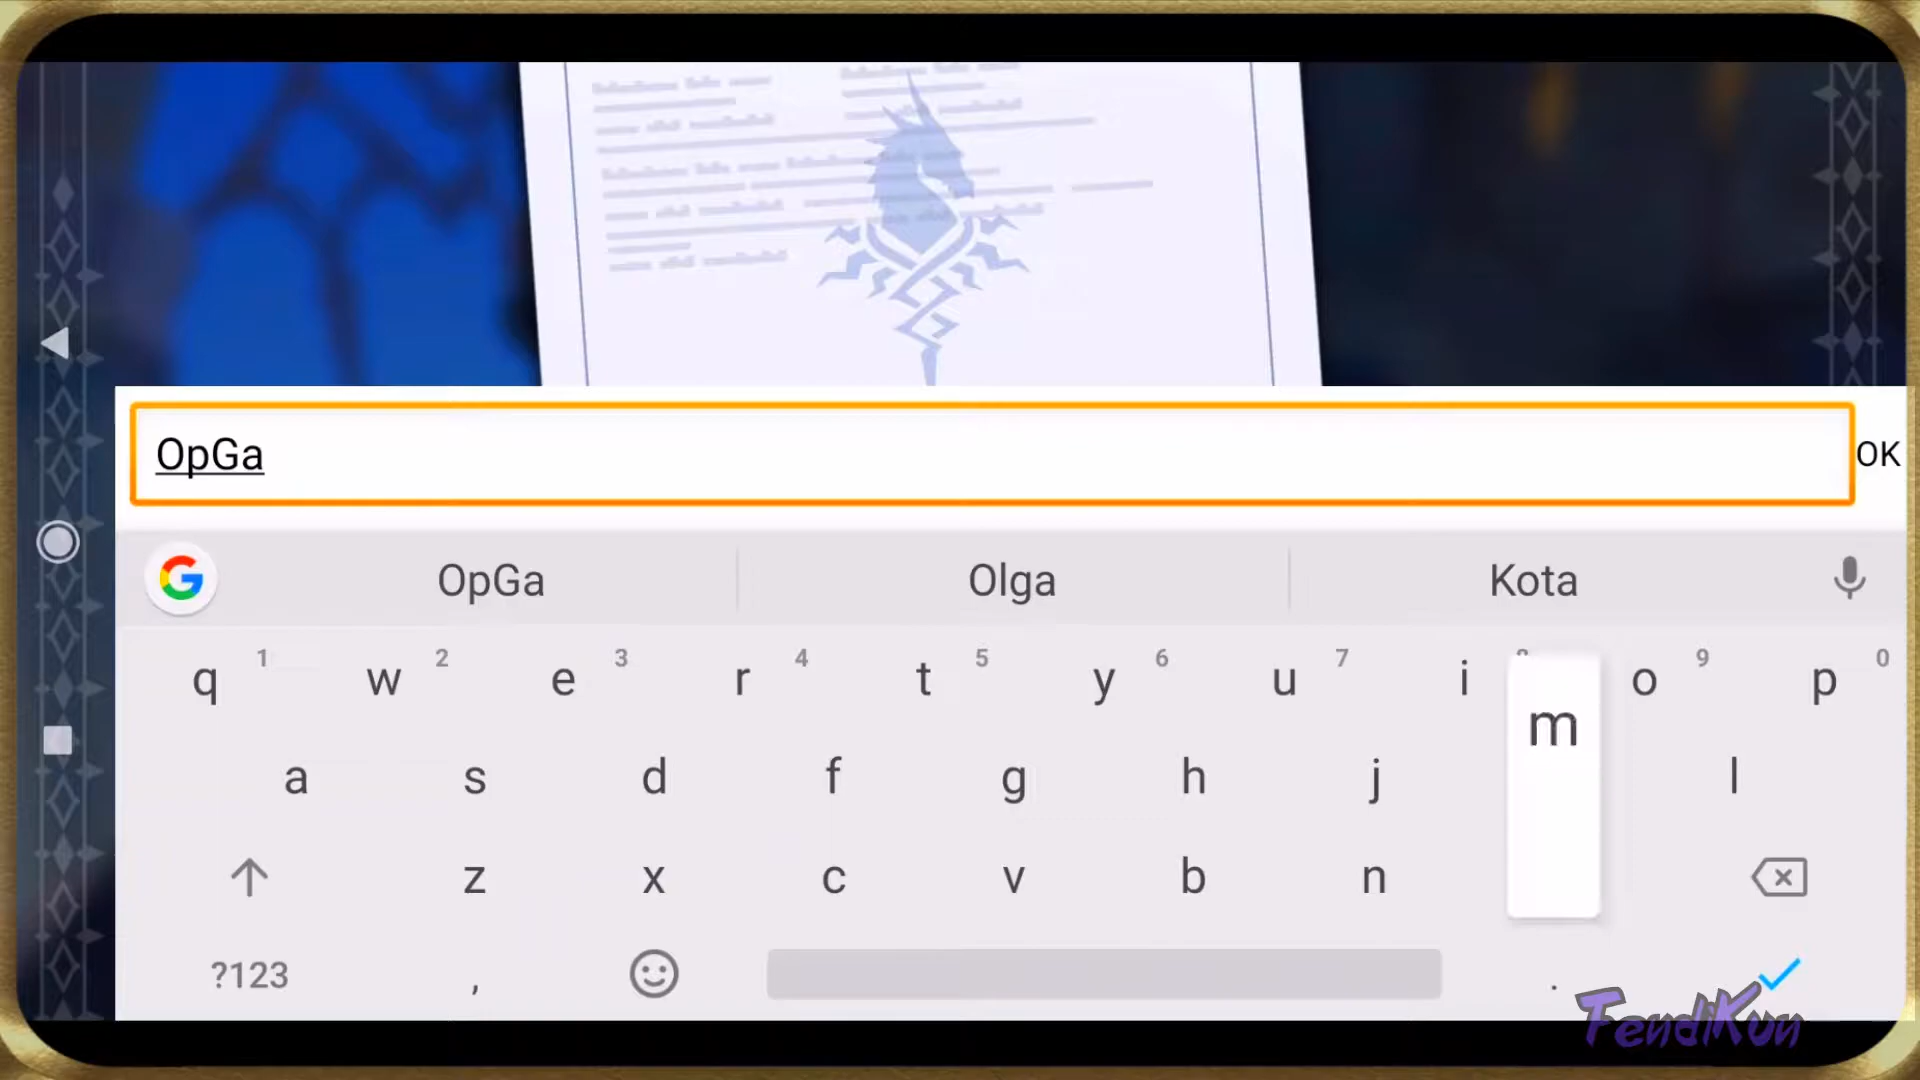 OpGa
OK
OpGa Olga Kota
q 1 w 2 e 3 r 4 t 5 y 6 u 7 i o 9 p 0
m
a s d f g h j l
z x c v b n
?123 , .
FendiKun